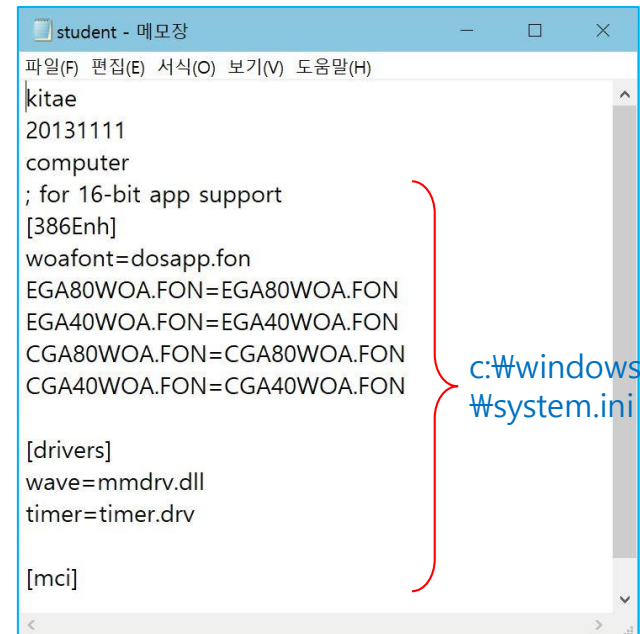 student - 메모장
파일(F) 편집(E) 서식(O) 보기(V) 도움말(H)
kitae
20131111
computer
; for 16-bit app support
[386Enh]
woafont=dosapp.fon
EGA80WOA.FON=EGA80WOA.FON
EGA40WOA.FON=EGA40WOA.FON
CGA80WOA.FON=CGA80WOA.FON
CGA40WOA.FON=CGA40WOA.FON
[drivers]
wave=mmdrv.dll
timer=timer.drv
[mci]
c:₩windows
₩system.ini